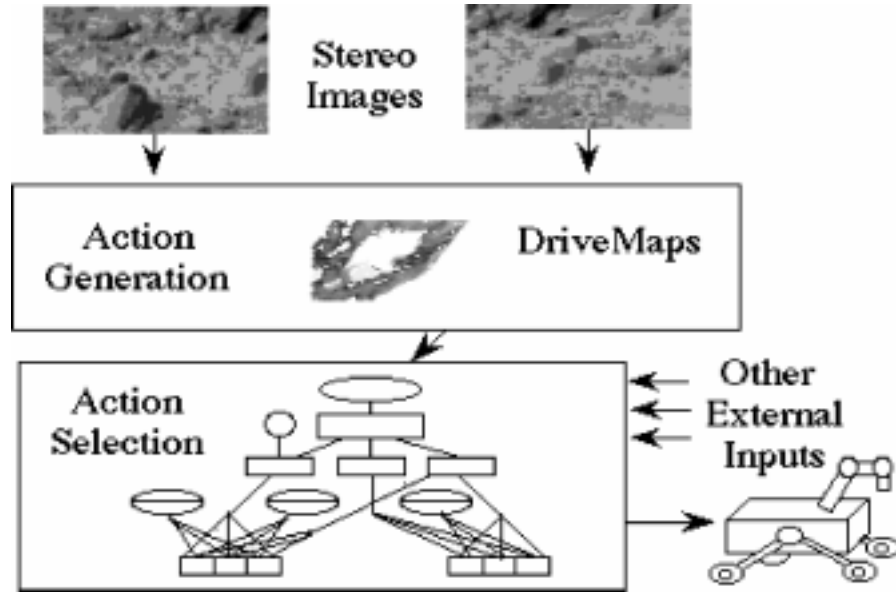 Stereo
Images
Action
Generation
DriveMaps
Action
Selection
Other
External
Inputs